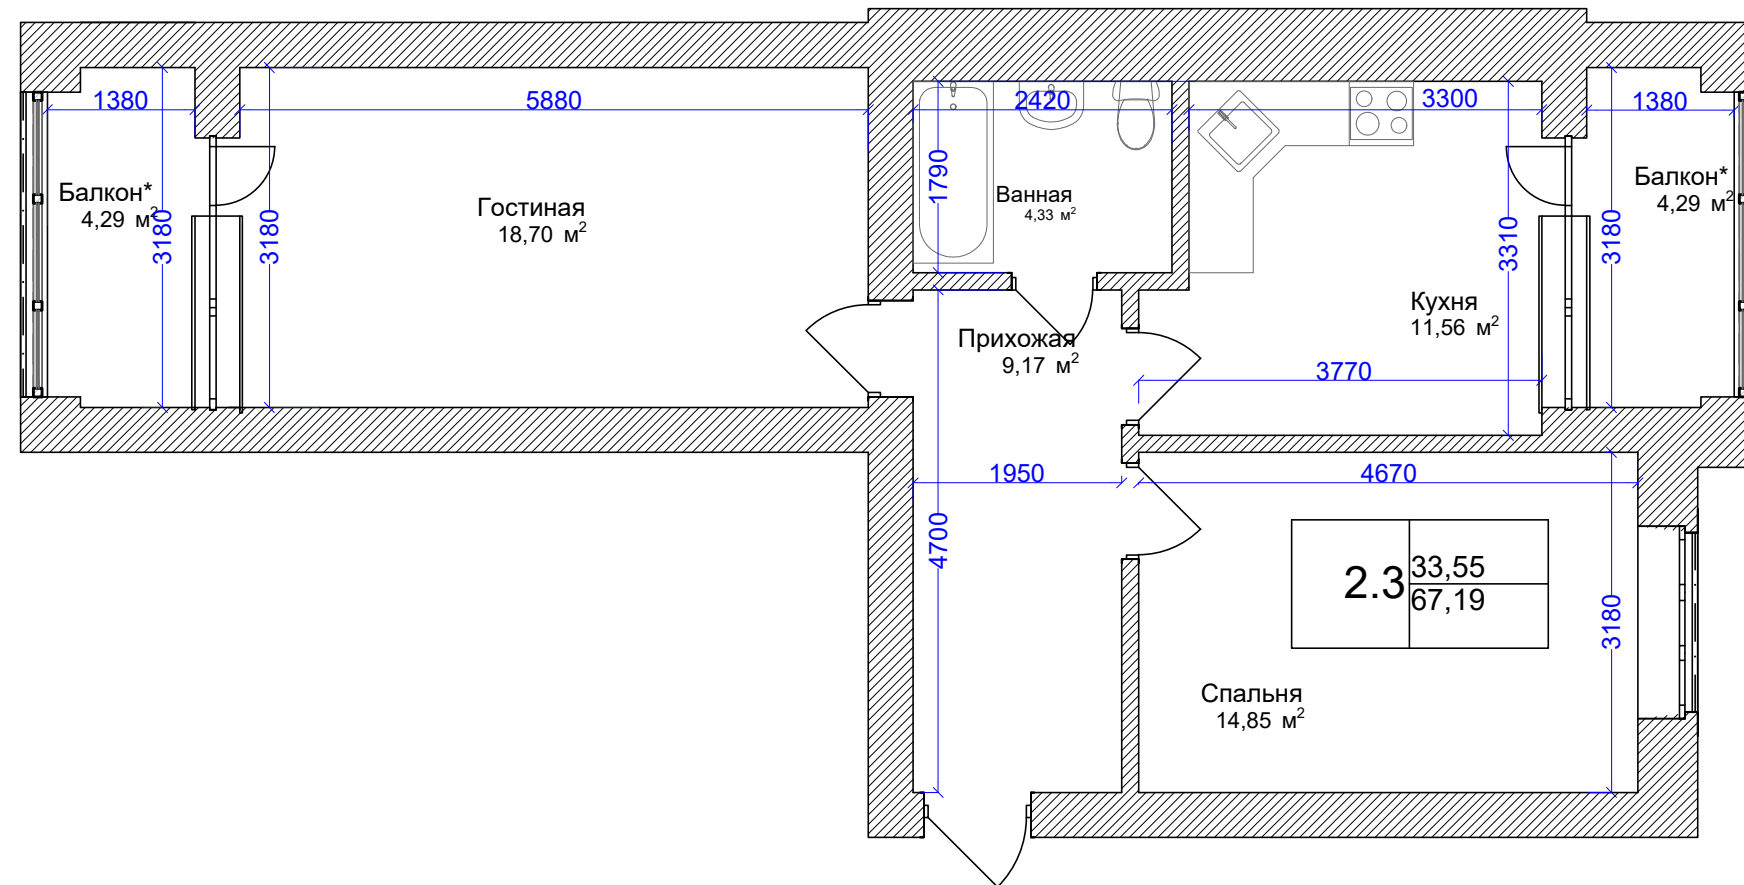 1380
5880
2420
3300
1380
Балкон*
4,29 м²
3180
3180
Гостиная
18,70 м²
1790
Ванная
4,33 м²
3310
3180
Балкон*
4,29 м²
Кухня
11,56 м²
Прихожая
9,17 м²
3770
1950
4670
4700
2.3
33,55
67,19
3180
Спальня
14,85 м²